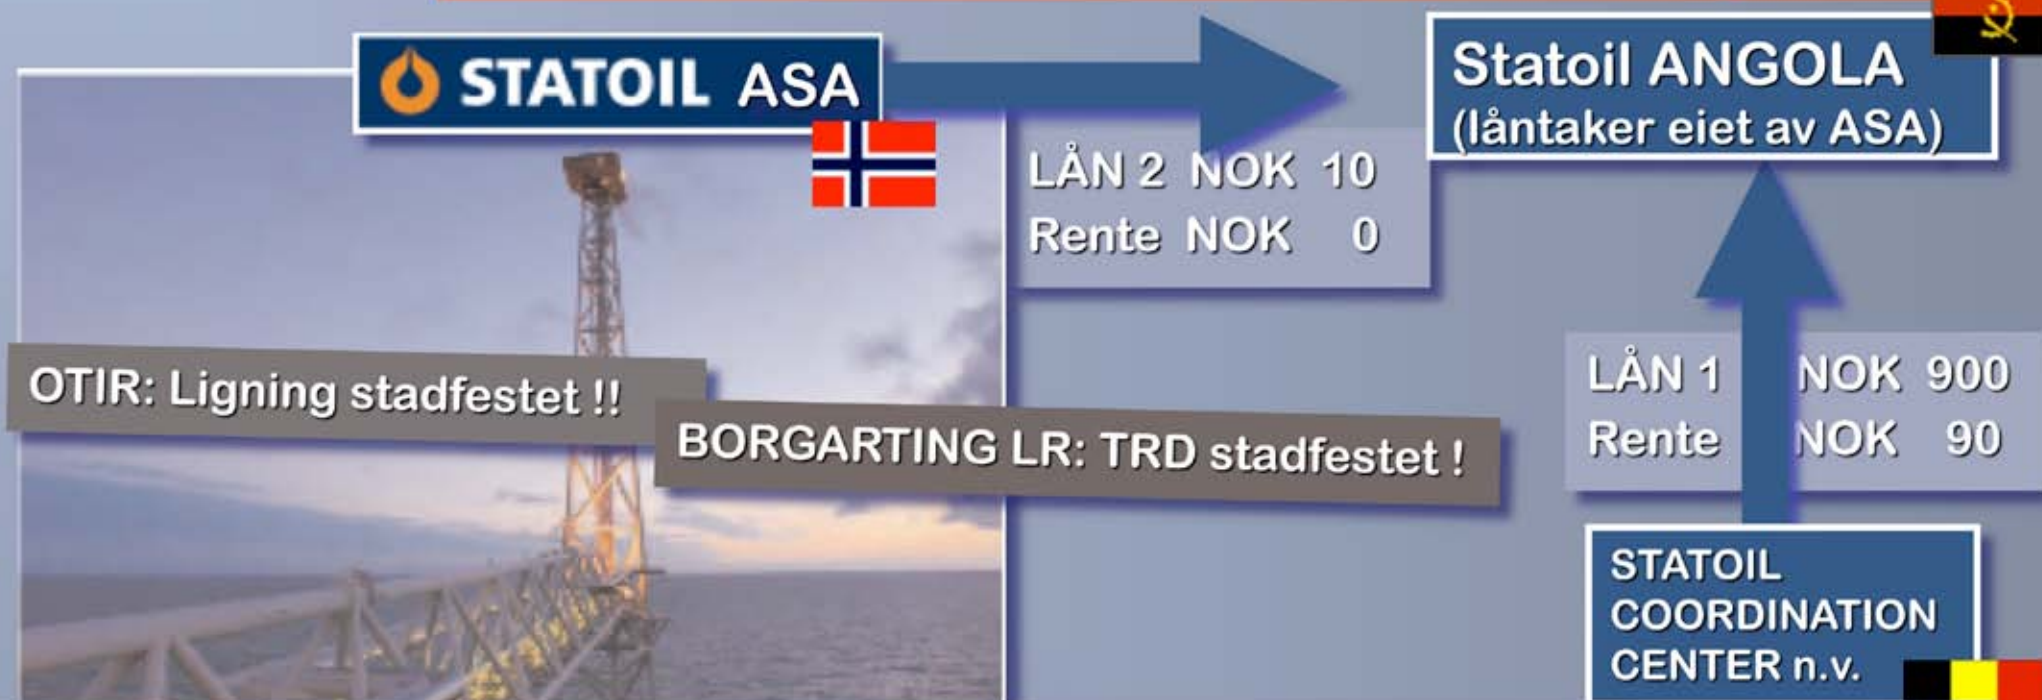 STATOIL ASA
Statoil ANGOLA
(låntaker eiet av ASA)
LÅN 2 NOK 10
Rente NOK 0
OTIR: Ligning stadfestet !!
BORGARTING LR: TRD stadfestet !
LÅN 1 NOK 900
Rente NOK 90
STATOIL
COORDINATION
CENTER n.v.